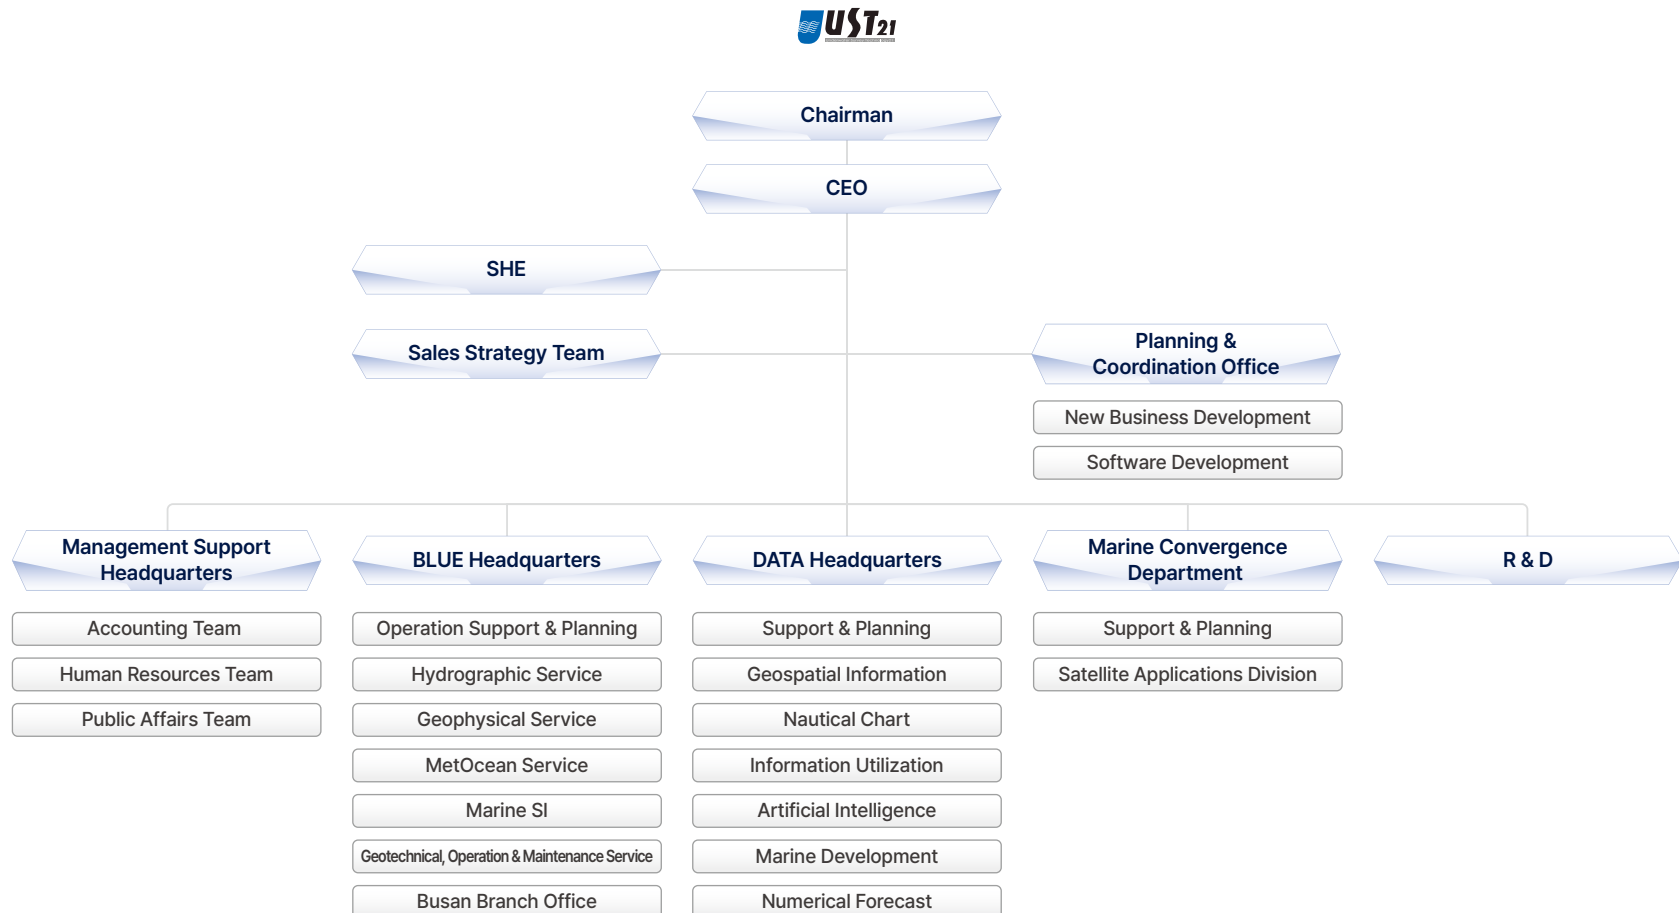 UST21
Chairman
CEO
SHE
Sales Strategy Team
Planning &
Coordination Office
New Business Development
Software Development
Management Support
Headquarters
BLUE Headquarters
DATA Headquarters
Marine Convergence
Department
R & D
Accounting Team
Operation Support & Planning
Support & Planning
Support & Planning
Human Resources Team
Hydrographic Service
Geospatial Information
Satellite Applications Division
Public Affairs Team
Geophysical Service
Nautical Chart
MetOcean Service
Information Utilization
Marine SI
Artificial Intelligence
Geotechnical, Operation & Maintenance Service
Marine Development
Busan Branch Office
Numerical Forecast